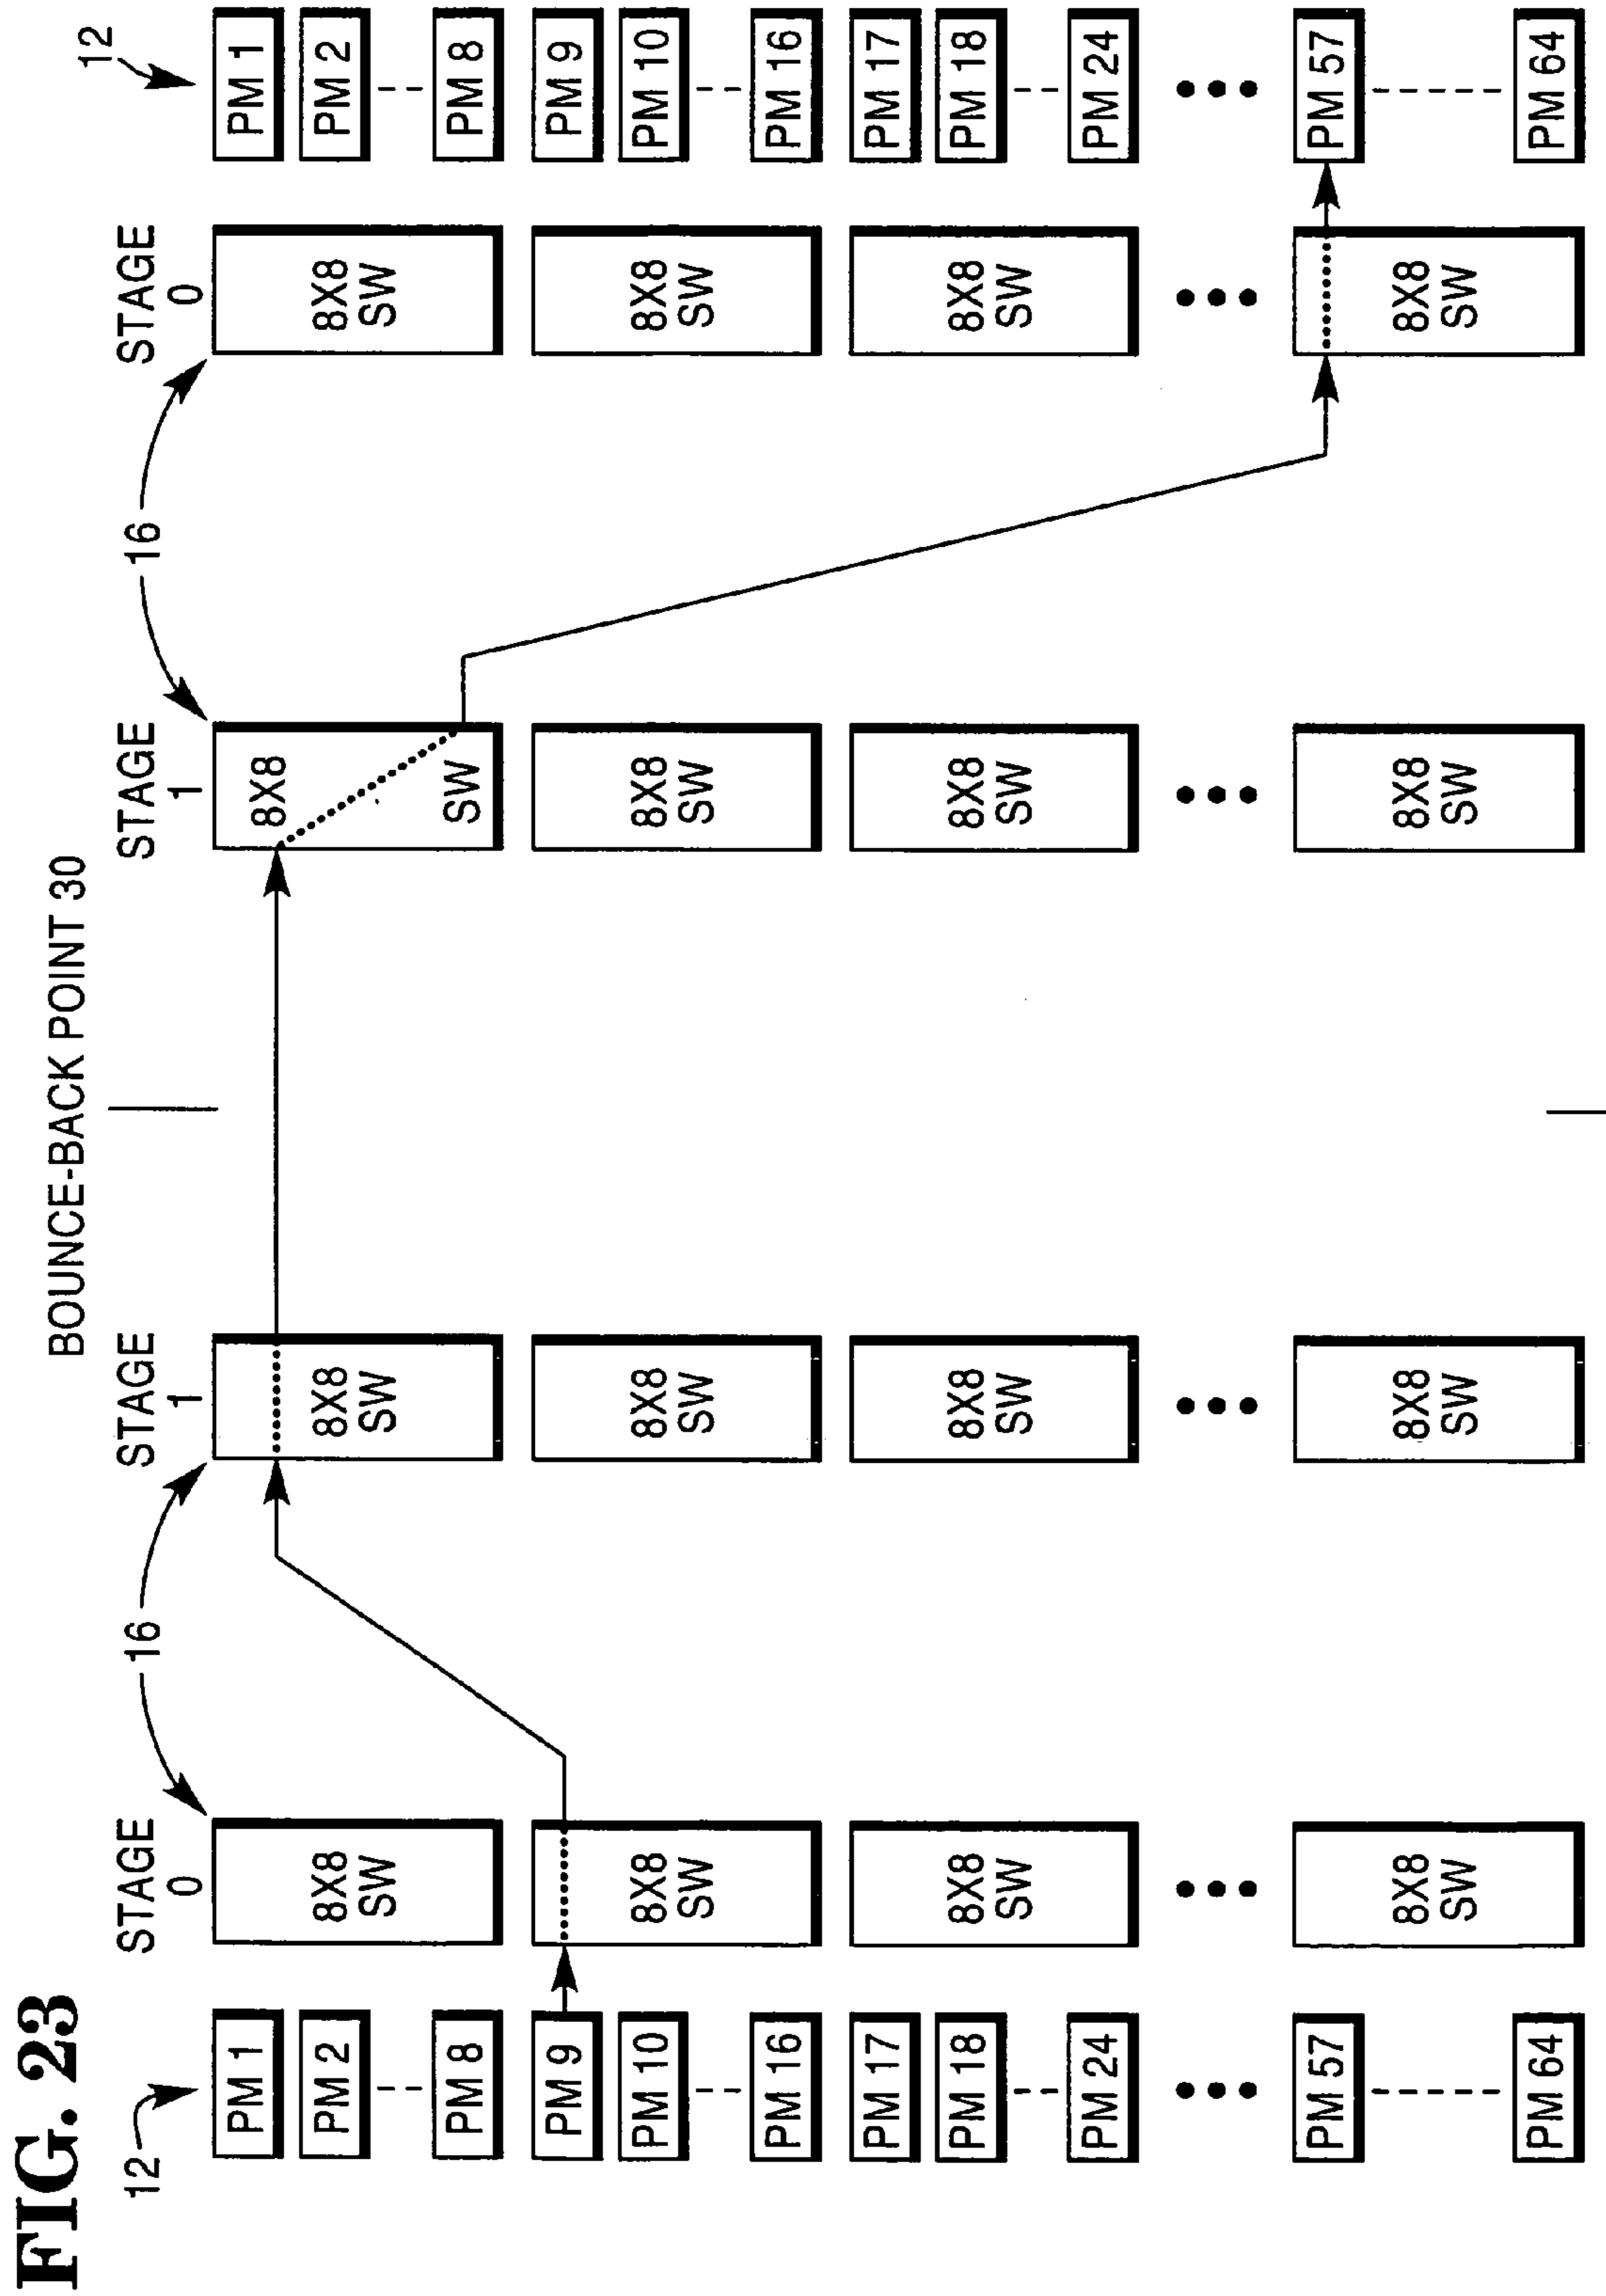 FIG. 23
BOUNCE-BACK POINT 30
12
PM 1
PM 2
PM 8
PM 9
PM 10
PM 16
PM 17
PM 18
PM 24
PM 57
PM 64
STAGE
0
8X8
SW
8X8
SW
8X8
SW
8X8
SW
16
STAGE
1
8X8
SW
8X8
SW
8X8
SW
8X8
SW
STAGE
1
8X8
SW
8X8
SW
8X8
SW
8X8
SW
16
STAGE
0
8X8
SW
8X8
SW
8X8
SW
8X8
SW
12
PM 1
PM 2
PM 8
PM 9
PM 10
PM 16
PM 17
PM 18
PM 24
PM 57
PM 64